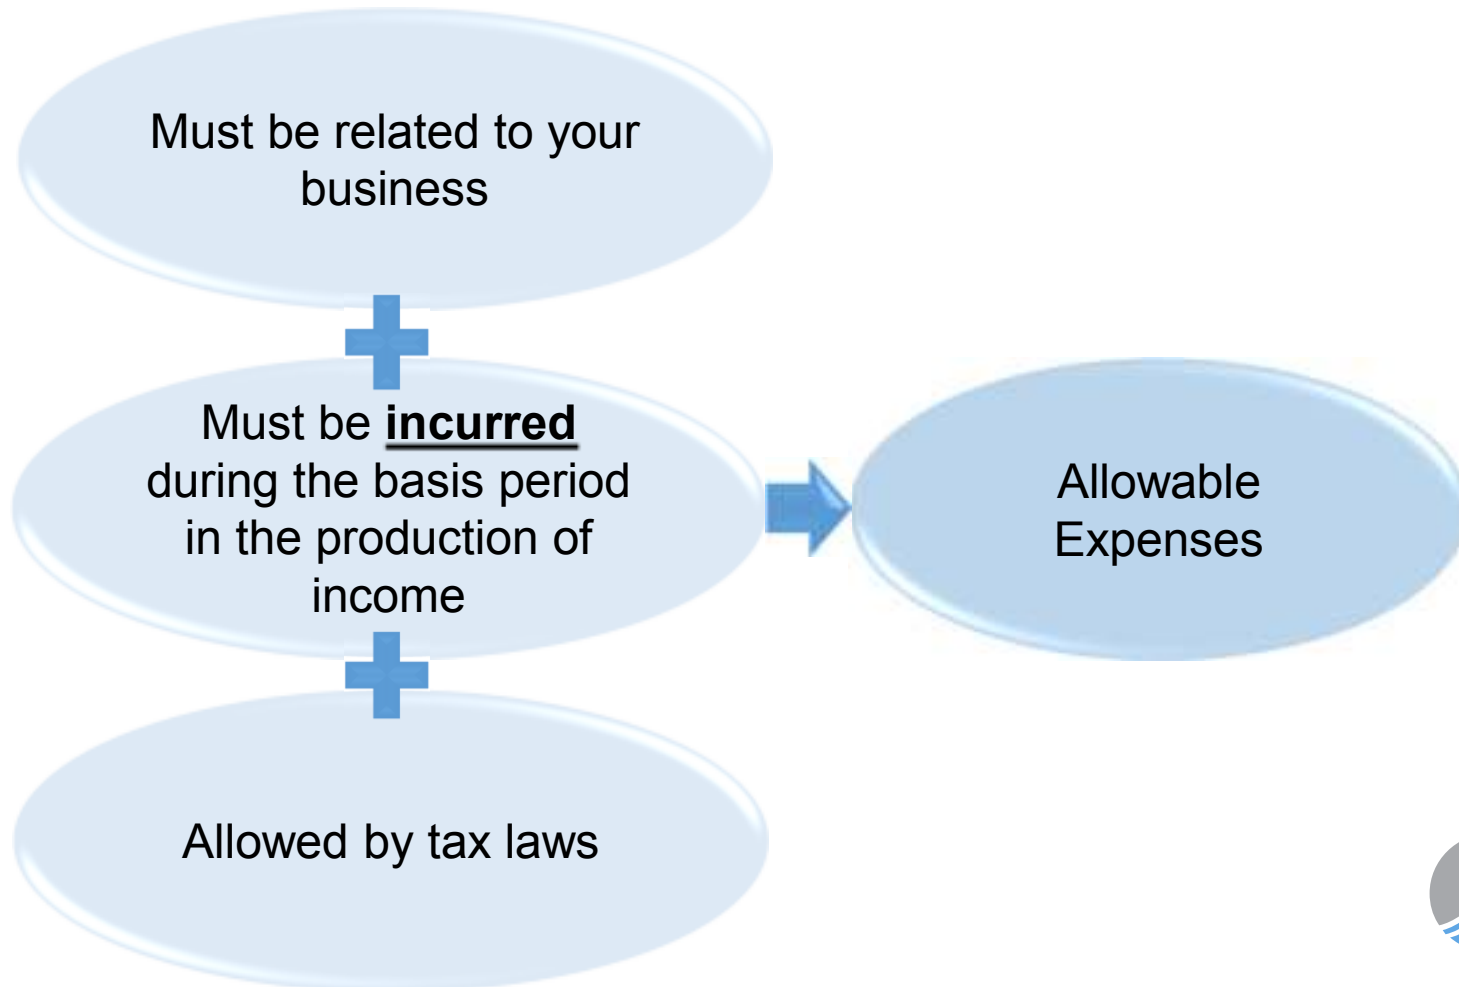 Must be related to your
business
Must be incurred
during the basis period
in the production of
income
Allowable
Expenses
Allowed by tax laws